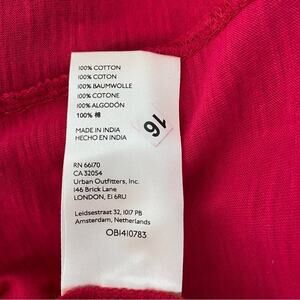 100% COTTON
100% COTON
100% BAUMWOLLE
100% COTONE
100% ALGODÓN
100% 棉
MADE IN INDIA
HECHO EN INDIA
16
RN 66170
CA 32054
Urban Outfitters, Inc.
146 Brick Lane
LONDON, E1 6RU
Leidsestraat 32, 1017 PB
Amsterdam, Netherlands
OB1410783